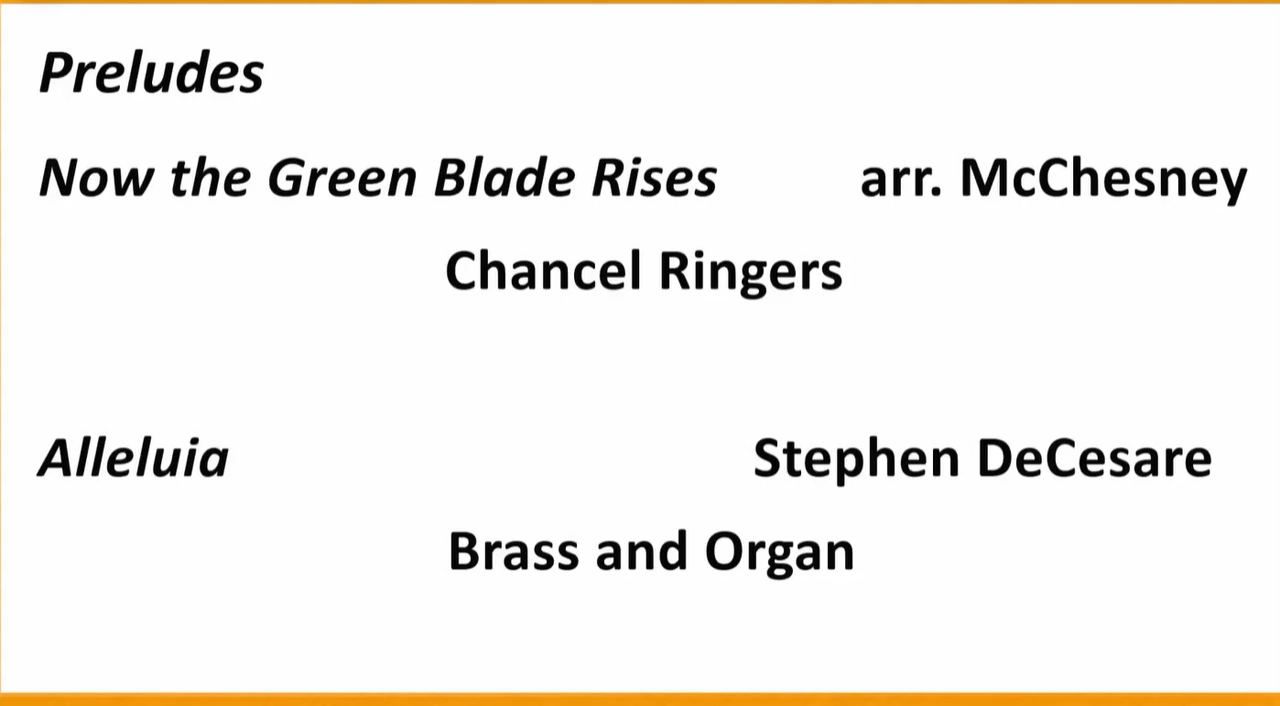 Preludes
Now the Green Blade Rises arr. McChesney
Chancel Ringers
Alleluia Stephen DeCesare
Brass and Organ